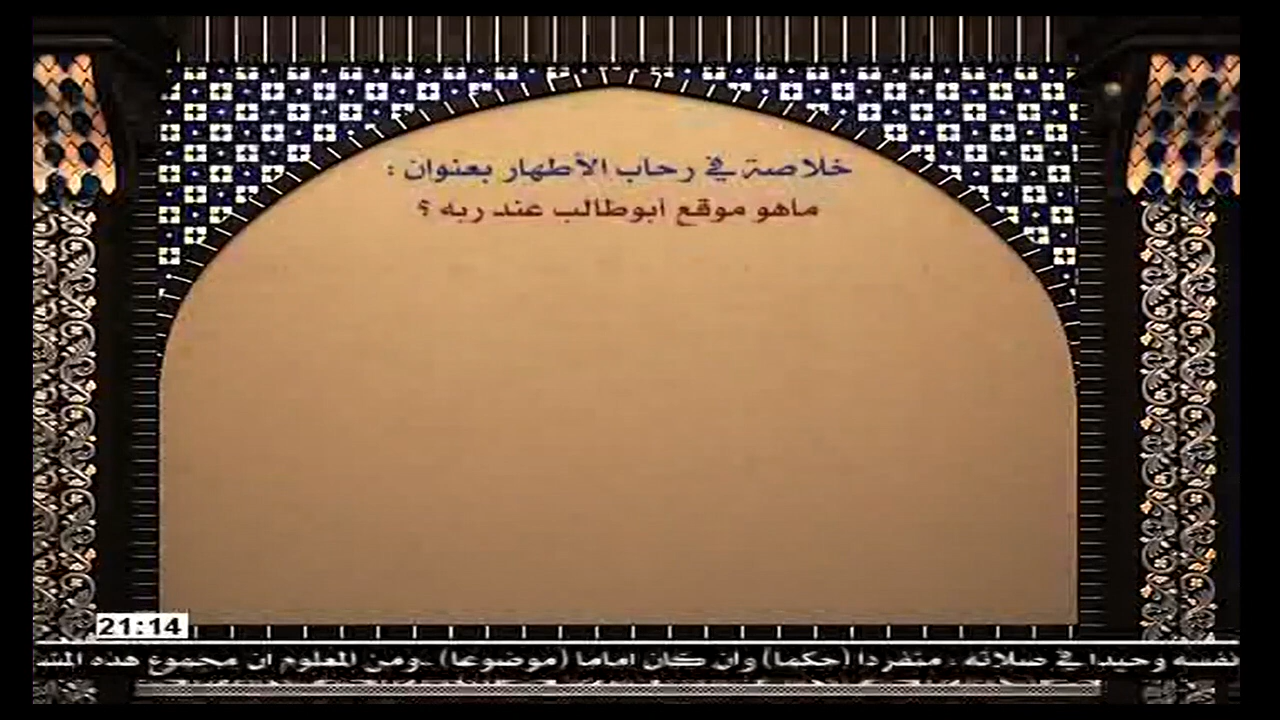 خلاصة في رحاب الأطهار بعنوان :
ماهو موقع أبوطالب عند ربه ؟
21:14
نفسه وحيدا في صلاته . منفردا (حكما) وان كان اماما (موضوعا) .ومن المعلوم ان مجموع هذه